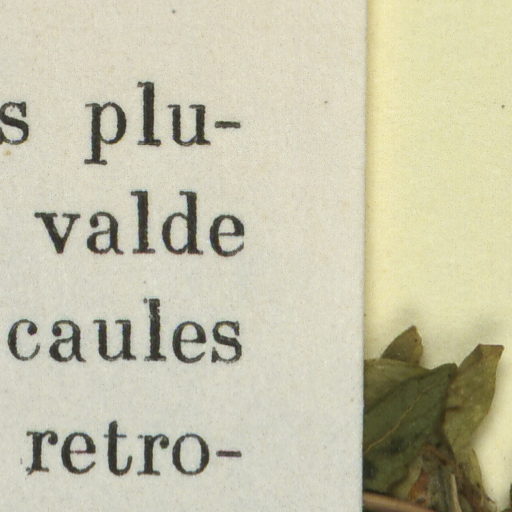 s plu-
valde
caules
retro-